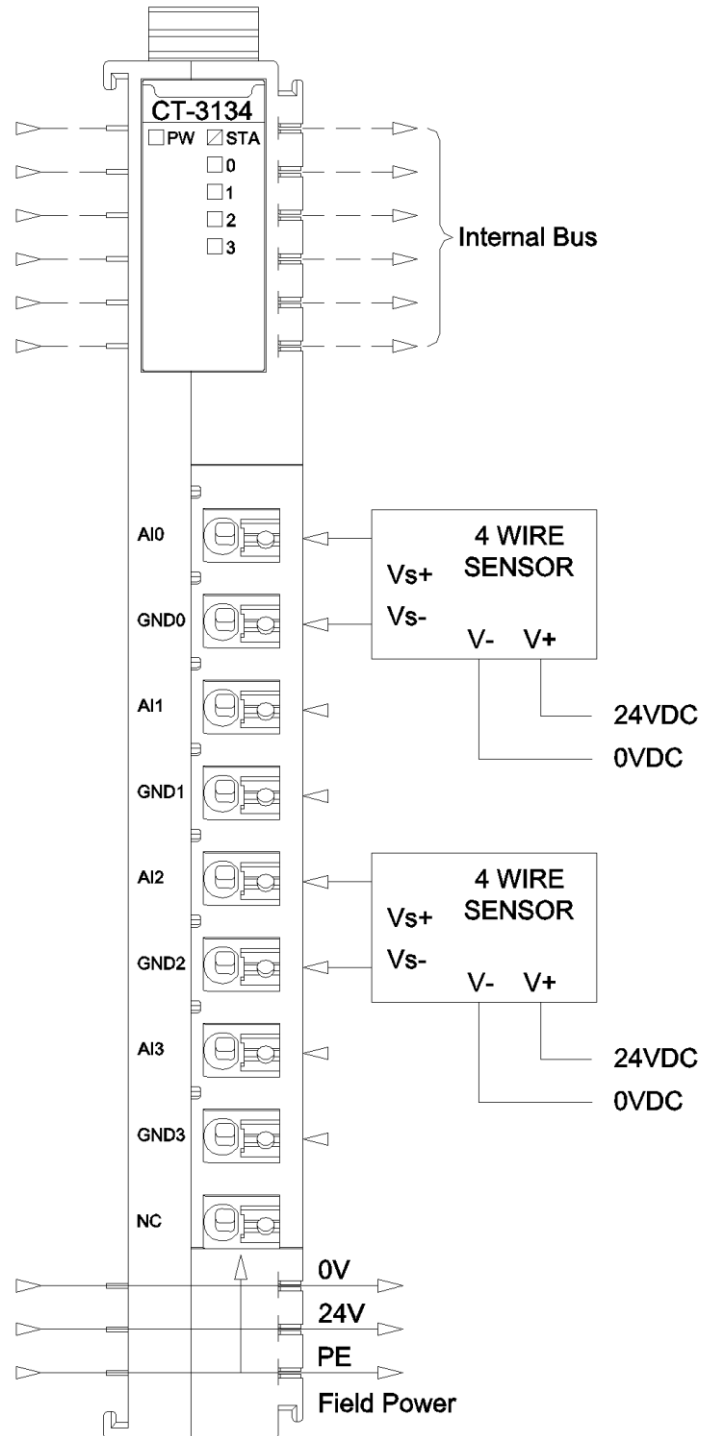 CT-3134
PW STA
0
1
2
3
Internal Bus
AI0
GND0
AI1
GND1
AI2
GND2
AI3
GND3
NC
4 WIRE
SENSOR
Vs+
Vs-
V- V+
24VDC
0VDC
4 WIRE
SENSOR
Vs+
Vs-
V- V+
24VDC
0VDC
0V
24V
PE
Field Power